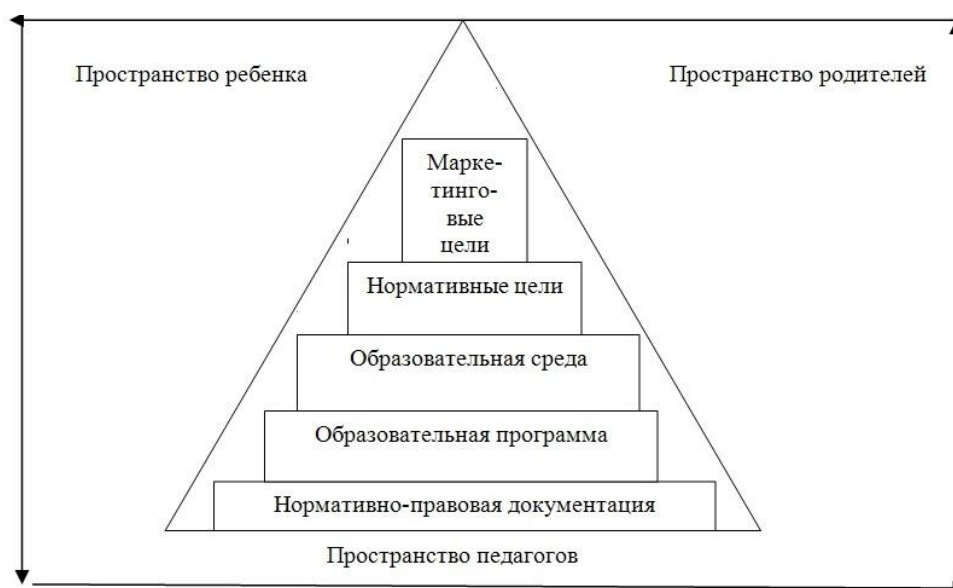 Пространство ребенка
Пространство родителей
Марке-
тинго-
вые
цели
Нормативные цели
Образовательная среда
Образовательная программа
Нормативно-правовая документация
Пространство педагогов